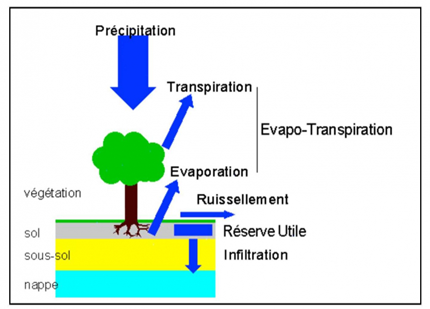 Précipitation
Transpiration
Evapo-Transpiration
Evaporation
végétation
Ruissellement
sol
Réserve Utile
sous-sol
Infiltration
nappe